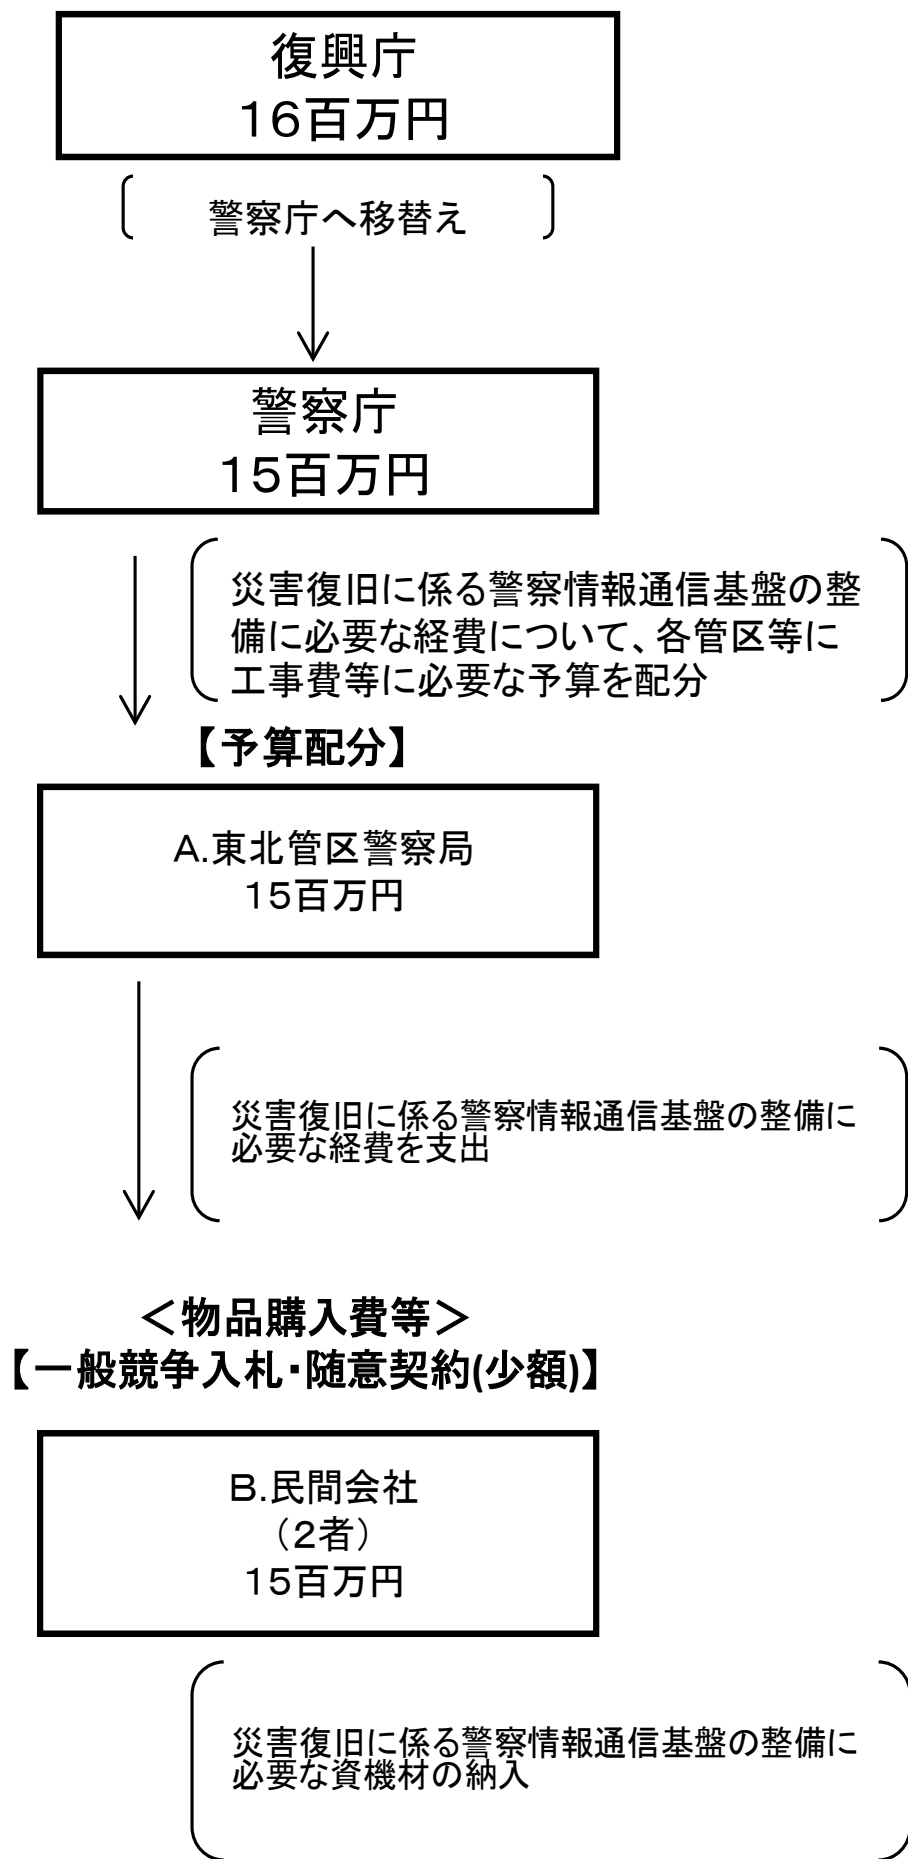 復興庁
16百万円
警察庁へ移替え
警察庁
15百万円
災害復旧に係る警察情報通信基盤の整
備に必要な経費について、各管区等に
工事費等に必要な予算を配分
【予算配分】
A.東北管区警察局
15百万円
災害復旧に係る警察情報通信基盤の整備に
必要な経費を支出
＜物品購入費等＞
【一般競争入札・随意契約(少額)】
B.民間会社
（2者）
15百万円
災害復旧に係る警察情報通信基盤の整備に
必要な資機材の納入